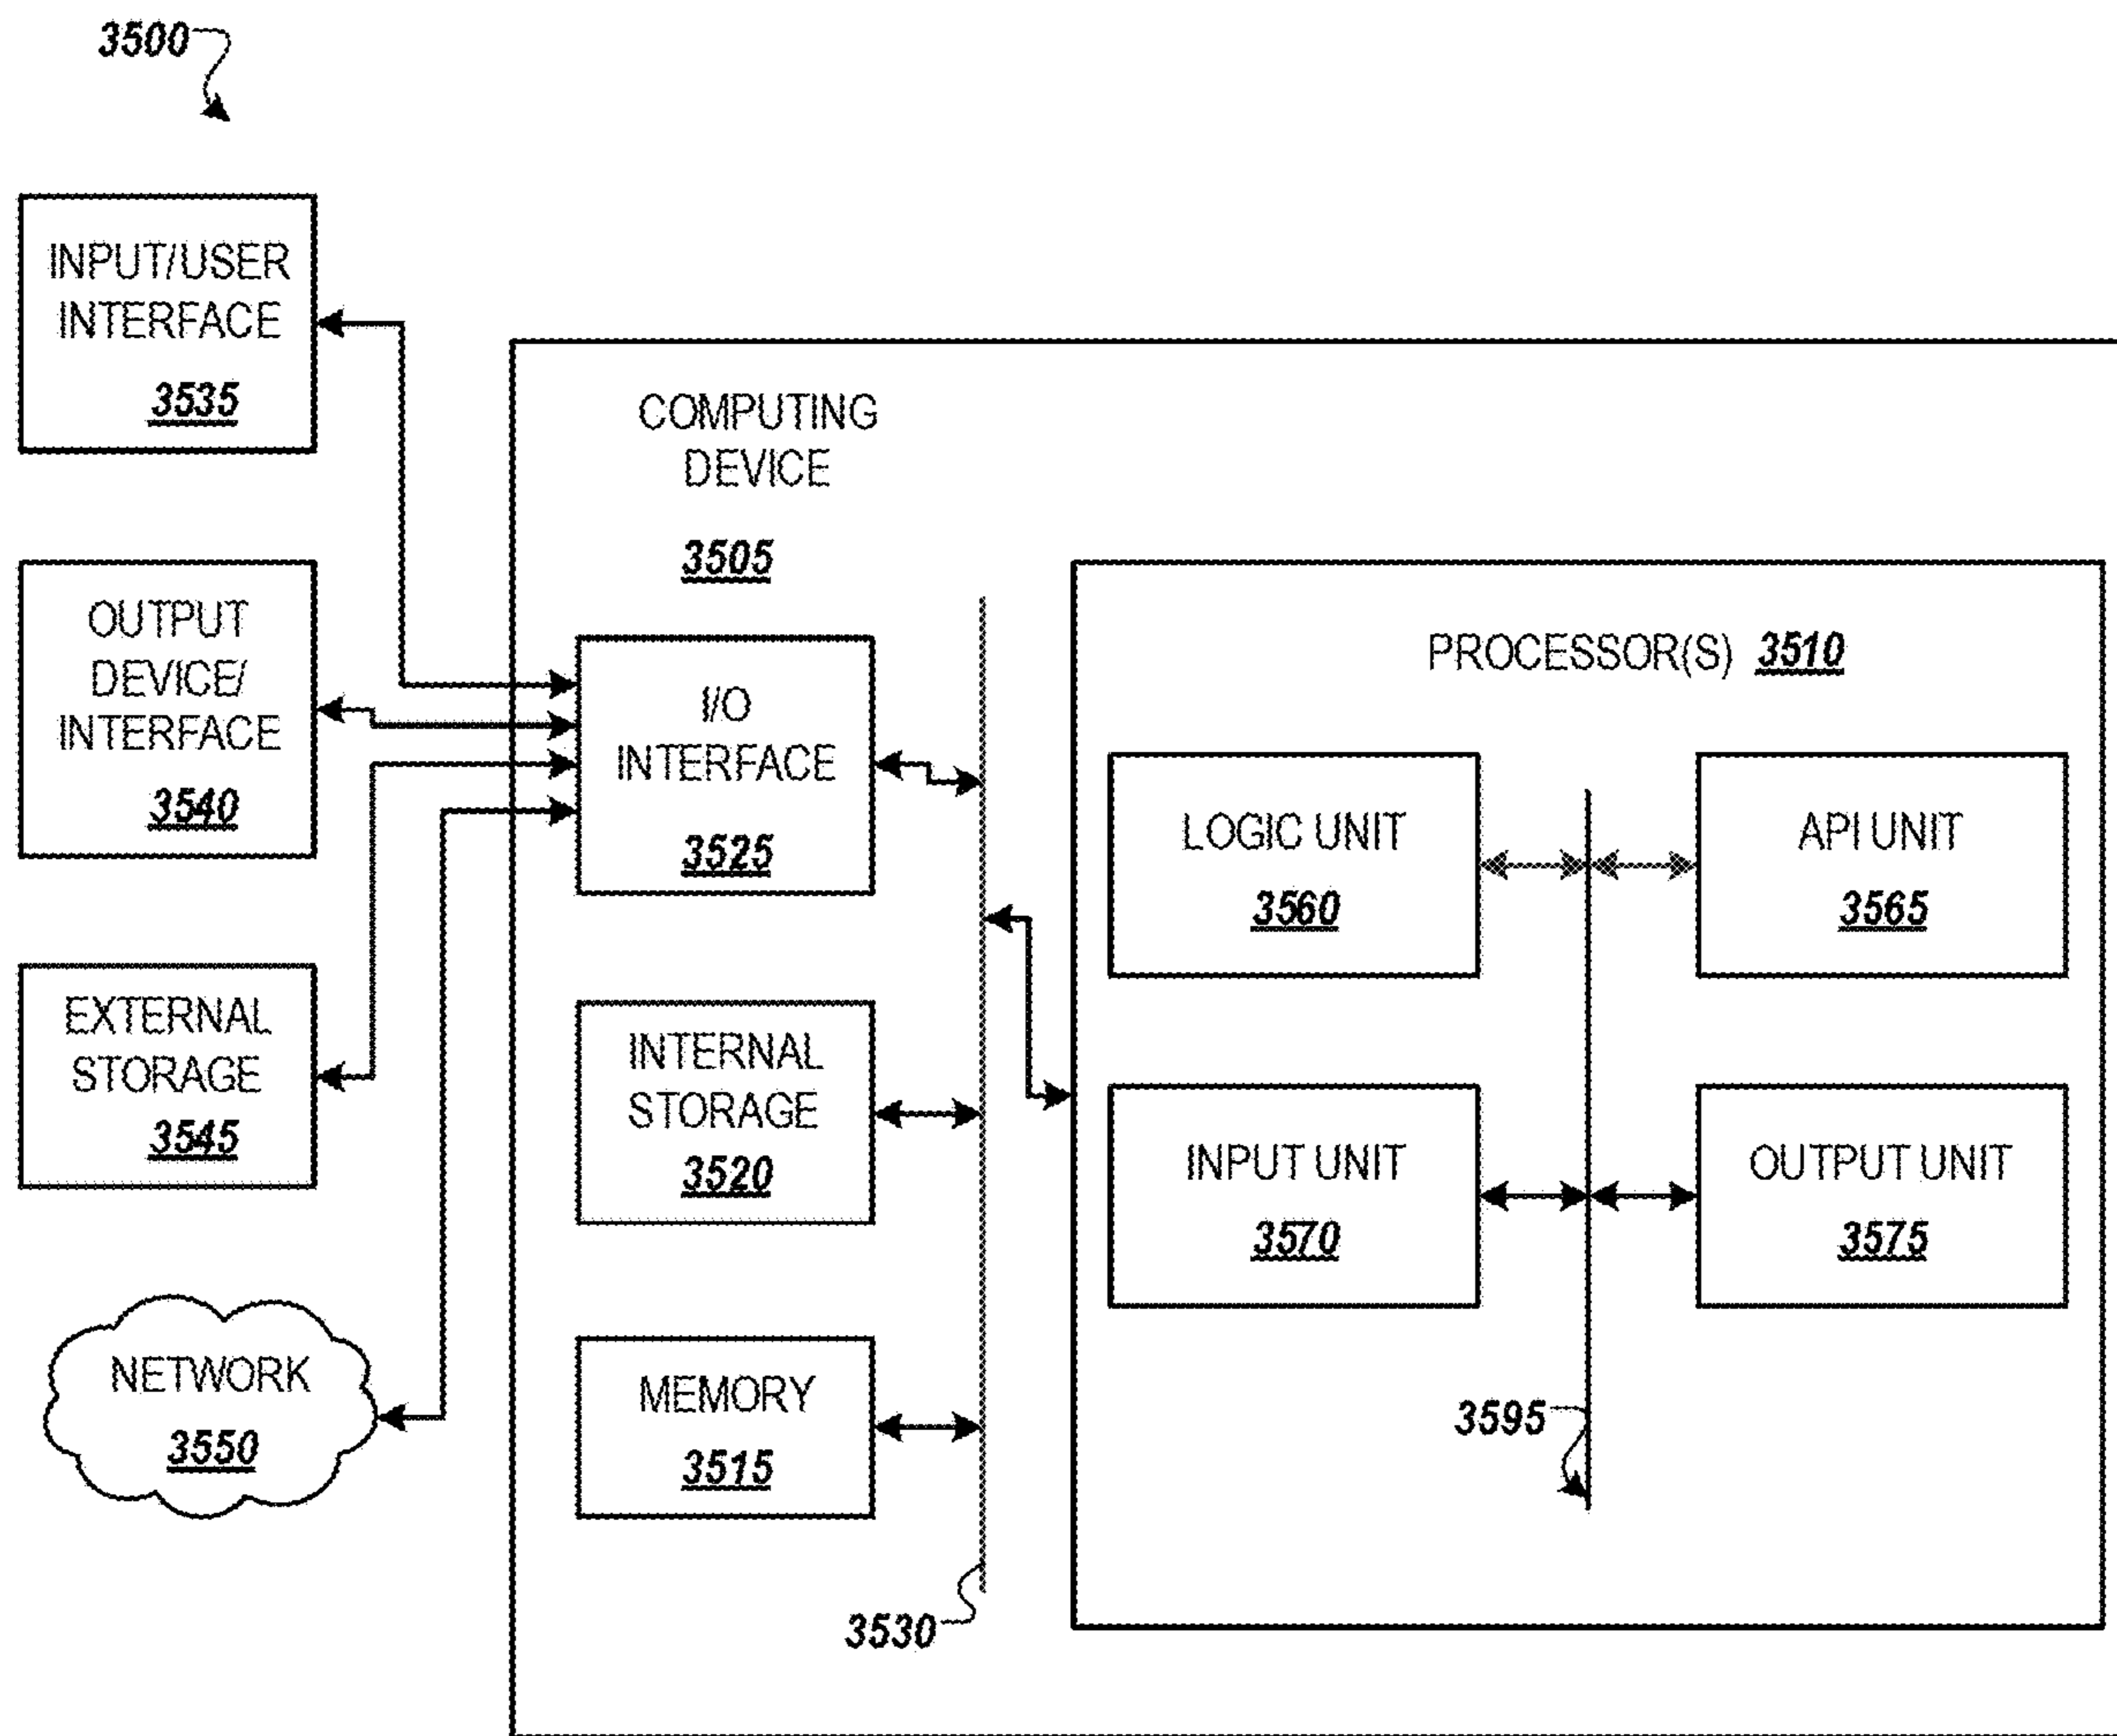 3500
INPUT/USER
INTERFACE
3535
OUTPUT
DEVICE/
INTERFACE
3540
EXTERNAL
STORAGE
3545
NETWORK
3550
COMPUTING
DEVICE
3505
I/O
INTERFACE
3525
INTERNAL
STORAGE
3520
MEMORY
3515
3530
PROCESSOR(S) 3510
LOGIC UNIT
3560
API UNIT
3565
INPUT UNIT
3570
OUTPUT UNIT
3575
3595